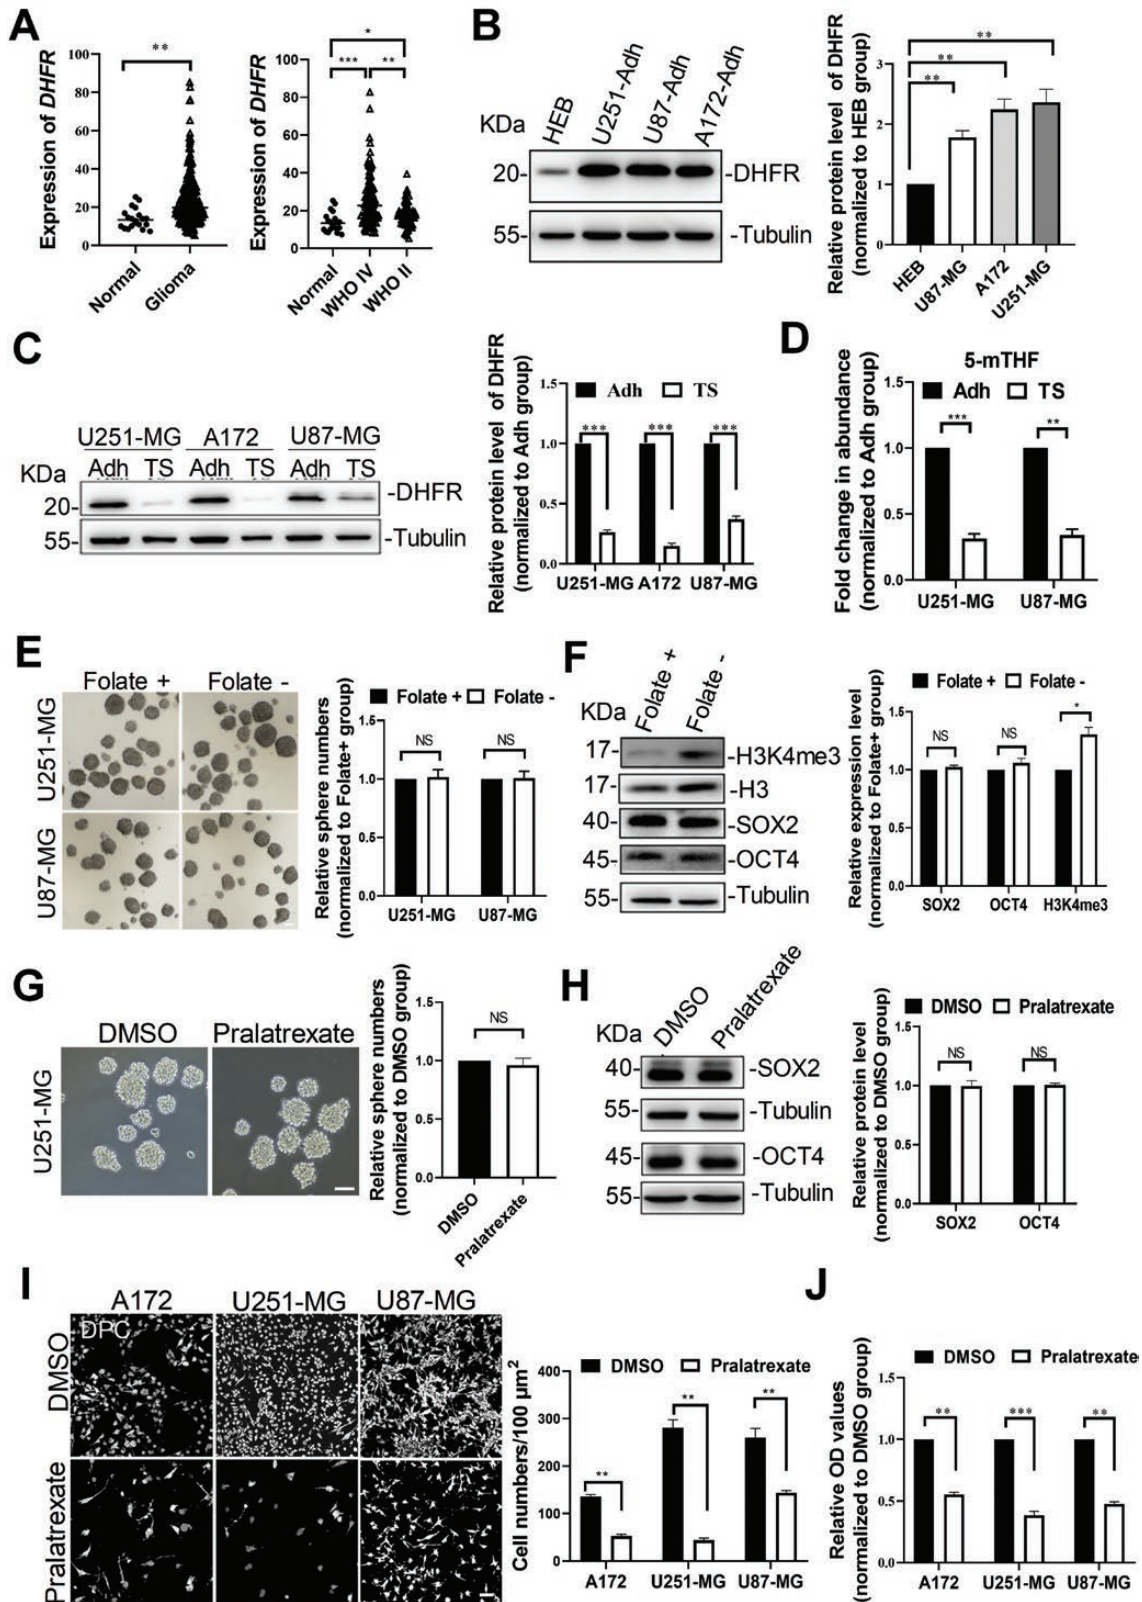 A
Expression of DHFR
100
80
60
40
20
0
**
Normal
Glioma
Expression of DHFR
100
80
60
40
20
0
*
***
**
Normal
WHO IV
WHO II
B
KDa
HEB
U251-Adh
U87-Adh
A172-Adh
20-
-DHFR
55-
-Tubulin
Relative protein level of DHFR
(normalized to HEB group)
3
2
1
0
**
**
**
HEB
U87-MG
A172
U251-MG
C
U251-MG A172 U87-MG
KDa
Adh TS Adh TS Adh TS
20-
-DHFR
55-
-Tubulin
Relative protein level of DHFR
(normalized to Adh group)
1.5
1.0
0.5
0.0
Adh TS
*** *** ***
U251-MG A172 U87-MG
D
5-mTHF
Fold change in abundance
(normalized to Adh group)
1.5
1.0
0.5
0.0
Adh TS
*** **
U251-MG U87-MG
E
Folate + Folate -
U251-MG
U87-MG
Relative sphere numbers
(normalized to Folate+ group)
Folate + Folate -
1.5
1.0
0.5
0.0
NS NS
U251-MG U87-MG
F
KDa
Folate +
Folate -
17-
-H3K4me3
17-
-H3
40-
-SOX2
45-
-OCT4
55-
-Tubulin
Relative expression level
(normalized to Folate+ group)
Folate + Folate -
1.5
1.0
0.5
0.0
NS NS *
SOX2 OCT4 H3K4me3
G
DMSO Pralatrexate
U251-MG
Relative sphere numbers
(normalized to DMSO group)
1.5
1.0
0.5
0.0
NS
DMSO
Pralatrexate
H
KDa
DMSO
Pralatrexate
40-
-SOX2
55-
-Tubulin
45-
-OCT4
55-
-Tubulin
Relative protein level
(normalized to DMSO group)
DMSO Pralatrexate
1.5
1.0
0.5
0.0
NS NS
SOX2 OCT4
I
A172 U251-MG U87-MG
DPC
DMSO
Pralatrexate
Cell numbers/100 μm²
DMSO Pralatrexate
400
300
200
100
0
** ** **
A172 U251-MG U87-MG
J
Relative OD values
(normalized to DMSO group)
DMSO Pralatrexate
1.5
1.0
0.5
0.0
** *** **
A172 U251-MG U87-MG